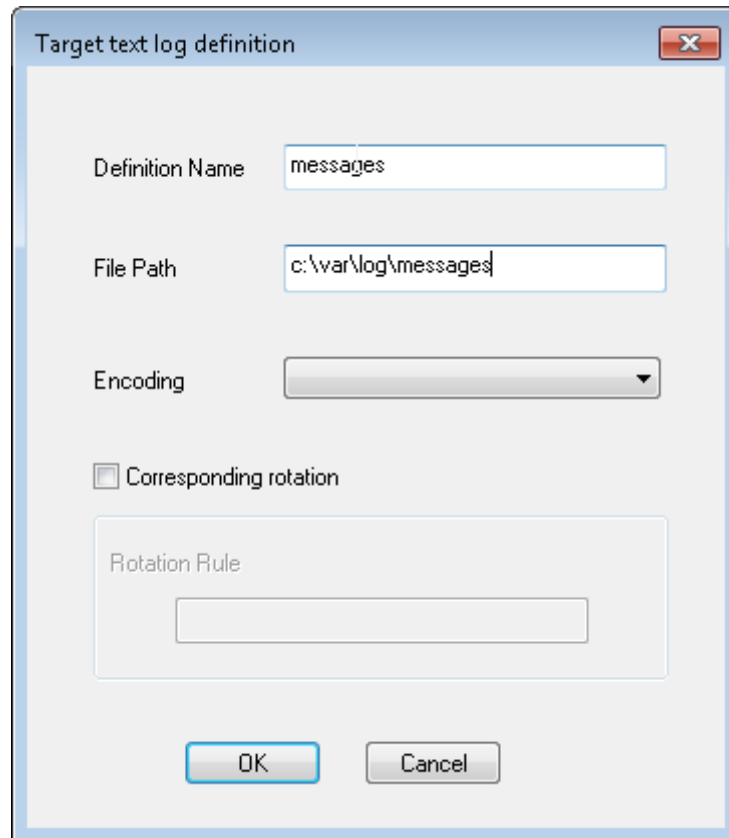 Target text log definition
Definition Name messages
File Path c:\var\log\messages
Encoding
Corresponding rotation
Rotation Rule
OK Cancel